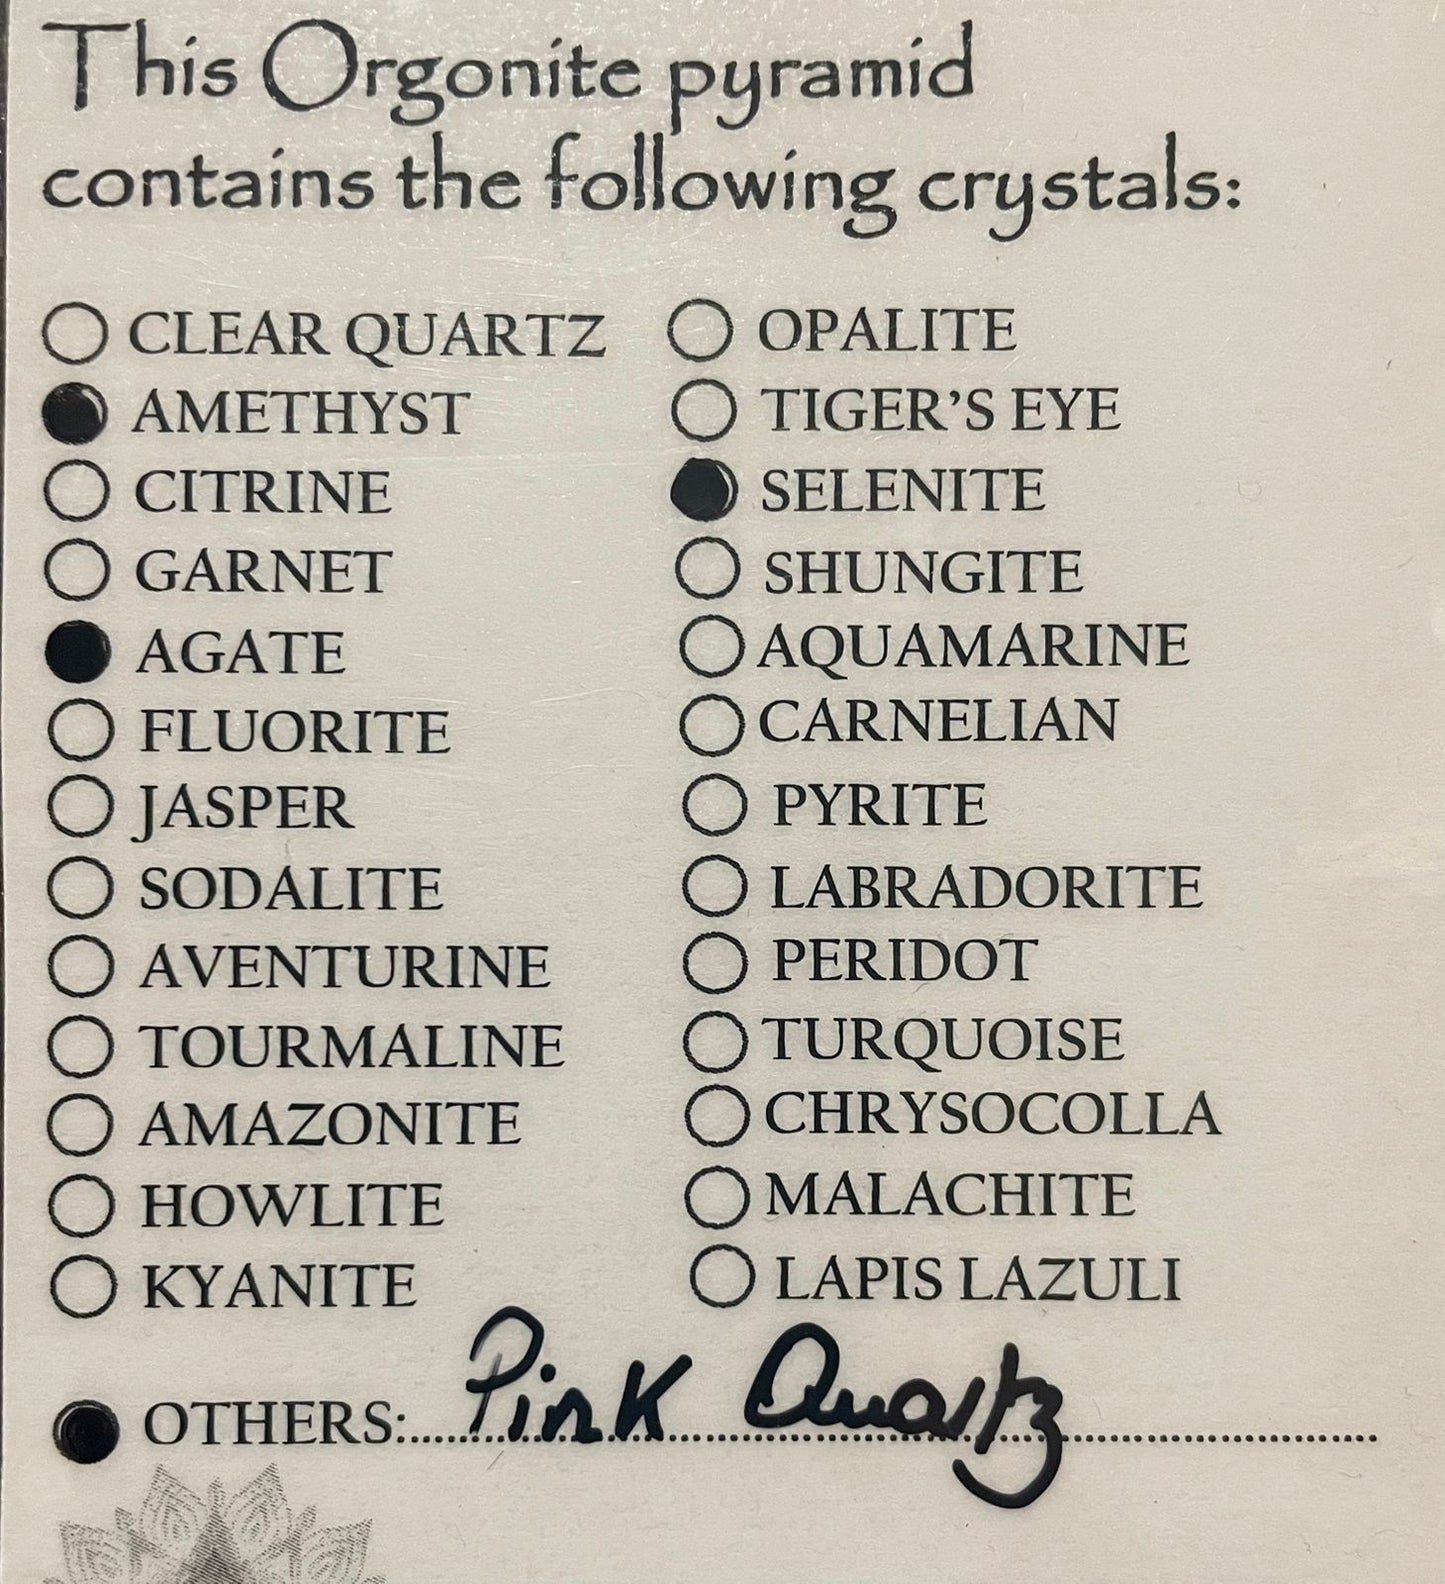 This Orgonite pyramid
contains the following crystals:
CLEAR QUARTZ
AMETHYST
CITRINE
GARNET
AGATE
FLUORITE
JASPER
SODALITE
AVENTURINE
TOURMALINE
AMAZONITE
HOWLITE
KYANITE
OPALITE
TIGER'S EYE
SELENITE
SHUNGITE
AQUAMARINE
CARNELIAN
PYRITE
LABRADORITE
PERIDOT
TURQUOISE
CHRYSOCOLLA
MALACHITE
LAPIS LAZULI
OTHERS: Pink Quartz